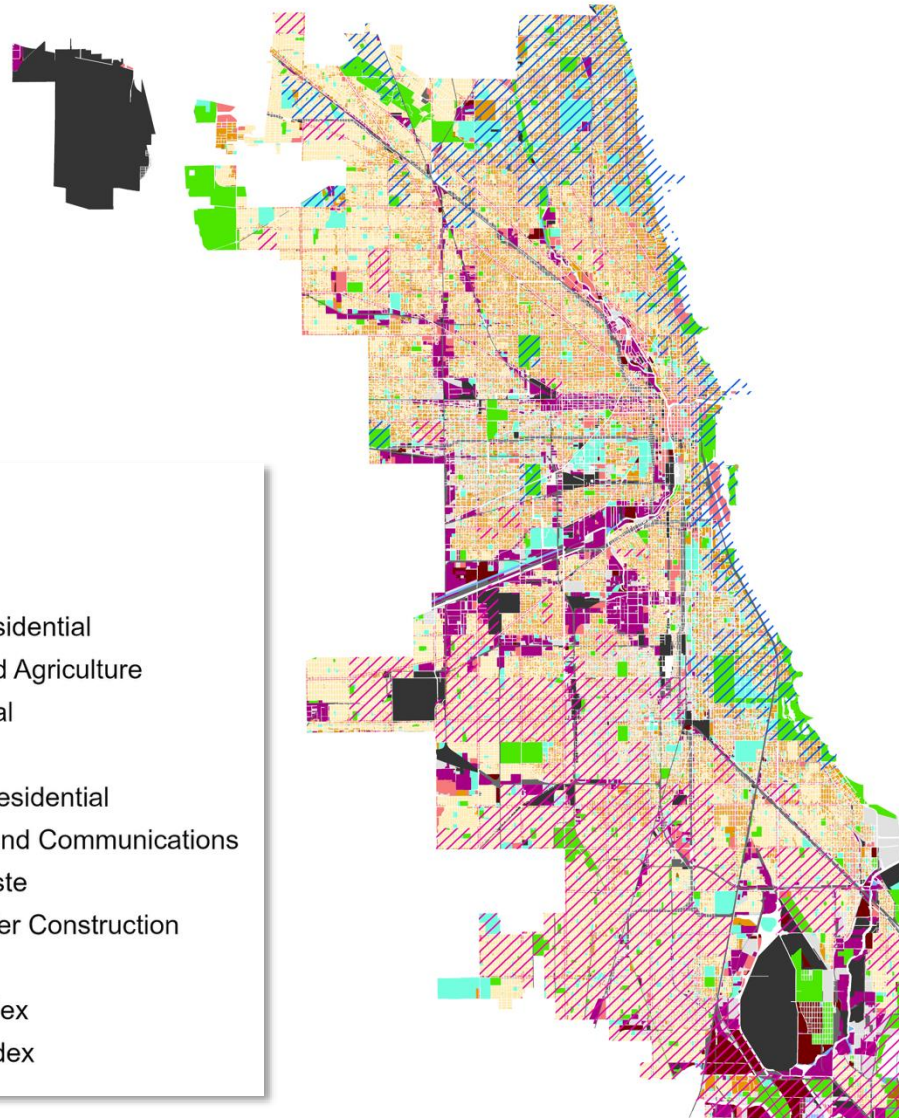 sidential
d Agriculture
al
esidential
nd Communications
ste
er Construction
ex
dex